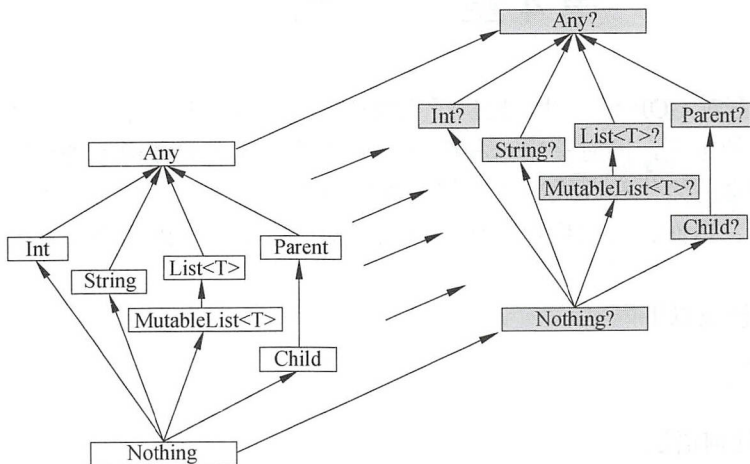 Any?
Int?
String?
List<T>?
Parent?
MutableList<T>?
Child?
Nothing?
Any
Int
String
List<T>
Parent
MutableList<T>
Child
Nothing